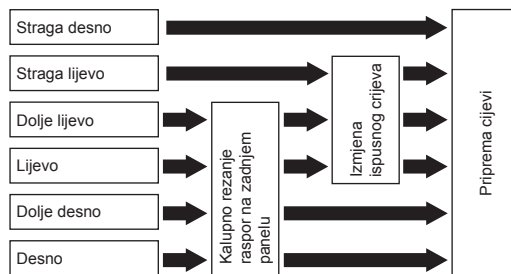 Straga desno
Straga lijevo
Dolje lijevo
Lijevo
Dolje desno
Desno
Kalupno rezanje
raspor na zadnjem
panelu
Izmjena
ispusnog crijeva
Priprema cijevi